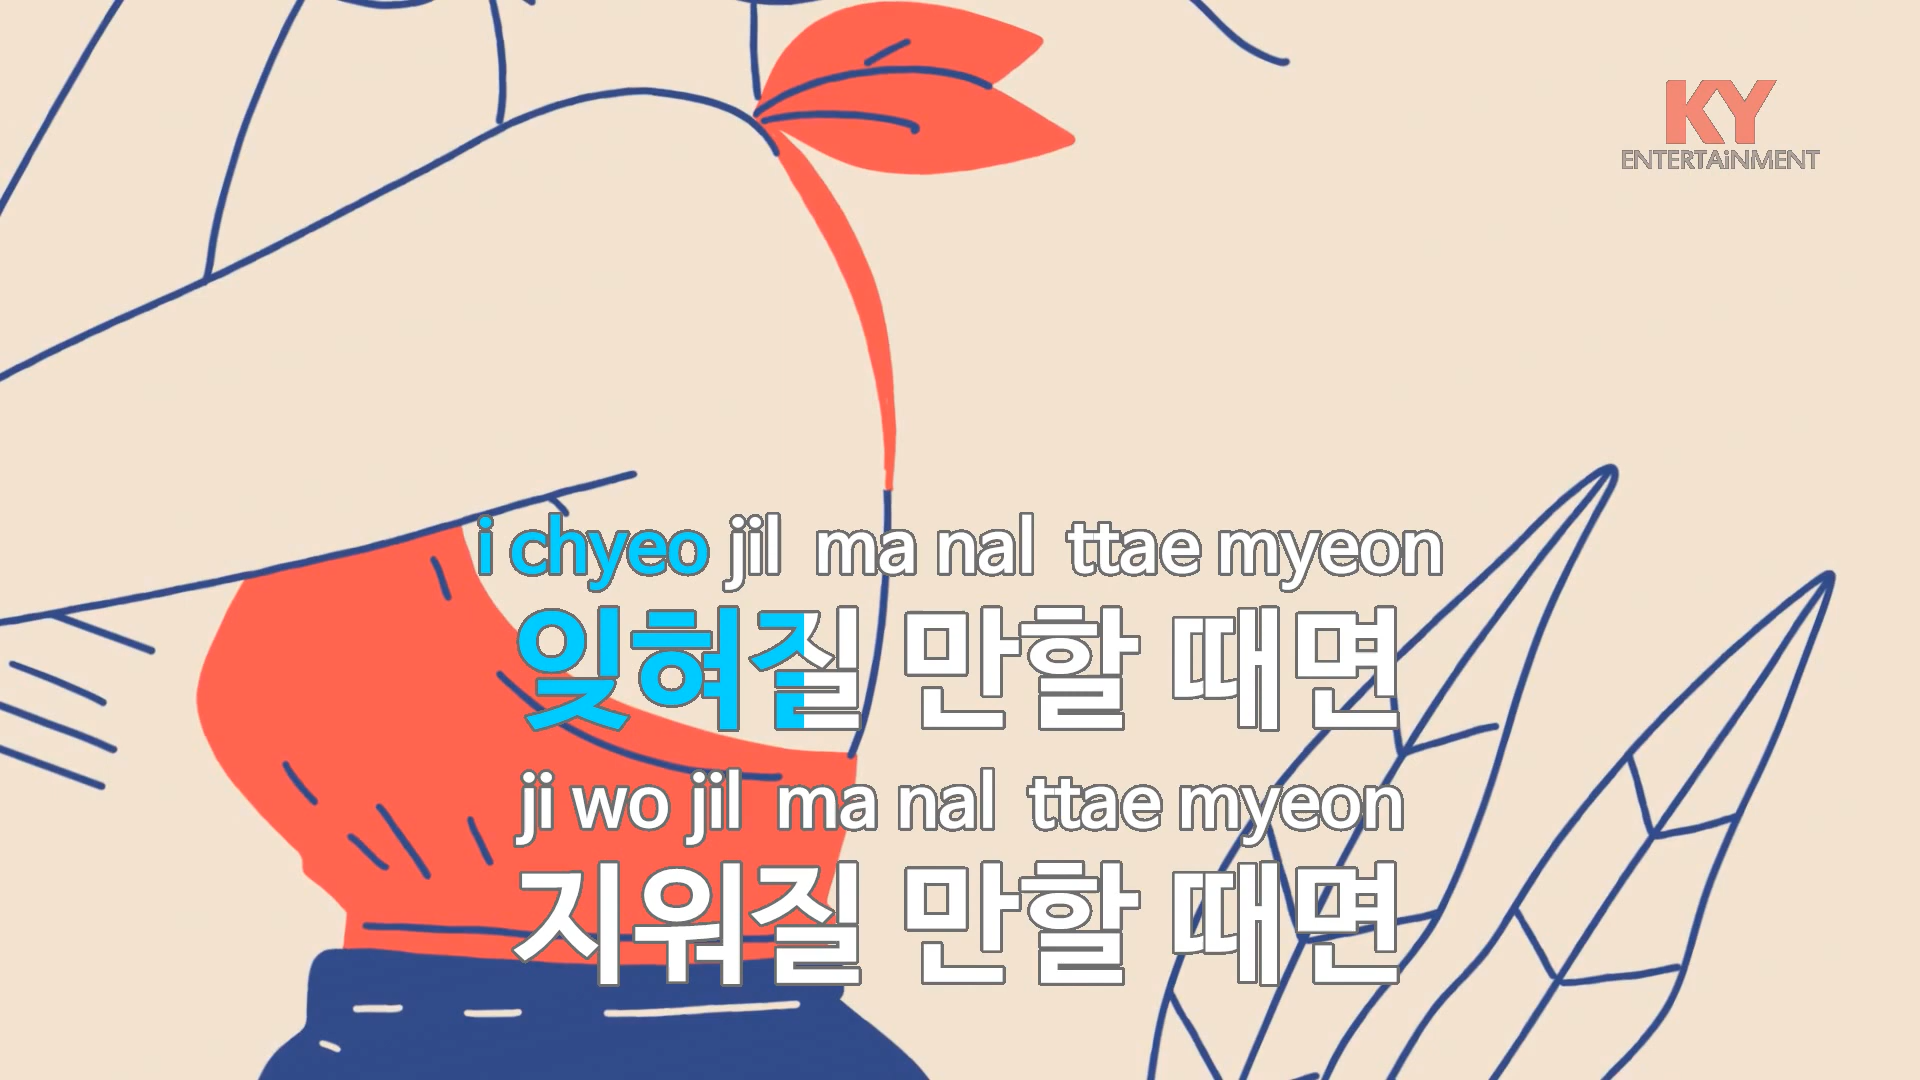 KY
ENTERTAiNMENT
i chyeo jil ma nal ttae myeon
잊혀질 만할 때면
ji wo jil ma nal ttae myeon
지워질 만할 때면